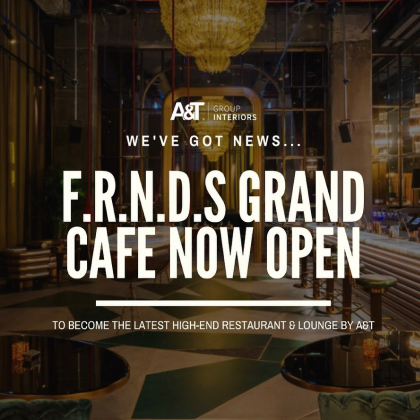 A&T. GROUP
INTERIORS
WE'VE GOT NEWS...
F.R.N.D.S GRAND
CAFE NOW OPEN
TO BECOME THE LATEST HIGH-END RESTAURANT & LOUNGE BY A&T